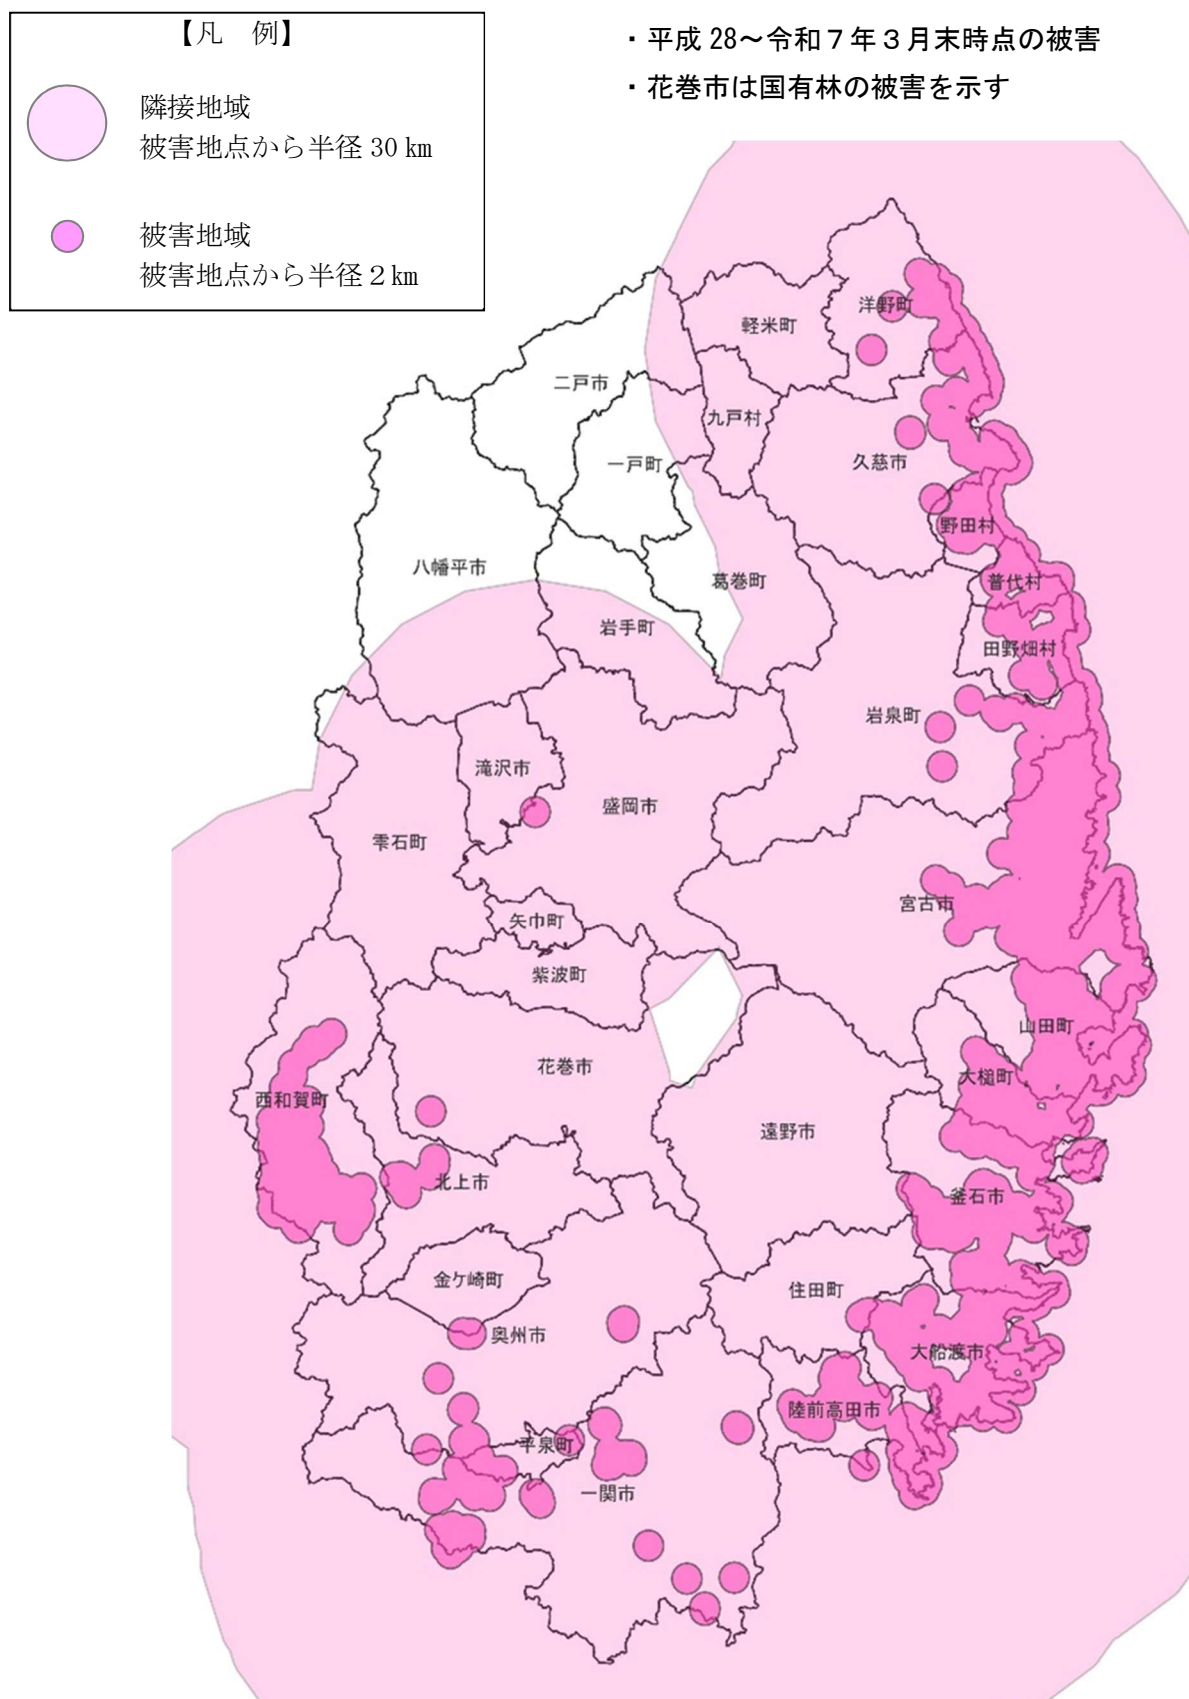 【凡　例】
隣接地域
被害地点から半径 30 km
被害地域
被害地点から半径２km
・平成 28～令和７年３月末時点の被害
・花巻市は国有林の被害を示す
洋野町
軽米町
二戸市
九戸村
一戸町
久慈市
野田村
八幡平市
葛巻町
普代村
岩手町
田野畑村
岩泉町
滝沢市
盛岡市
雫石町
宮古市
矢巾町
紫波町
山田町
花巻市
大槌町
西和賀町
遠野市
北上市
釜石市
金ケ崎町
住田町
奥州市
大船渡市
陸前高田市
平泉町
一関市